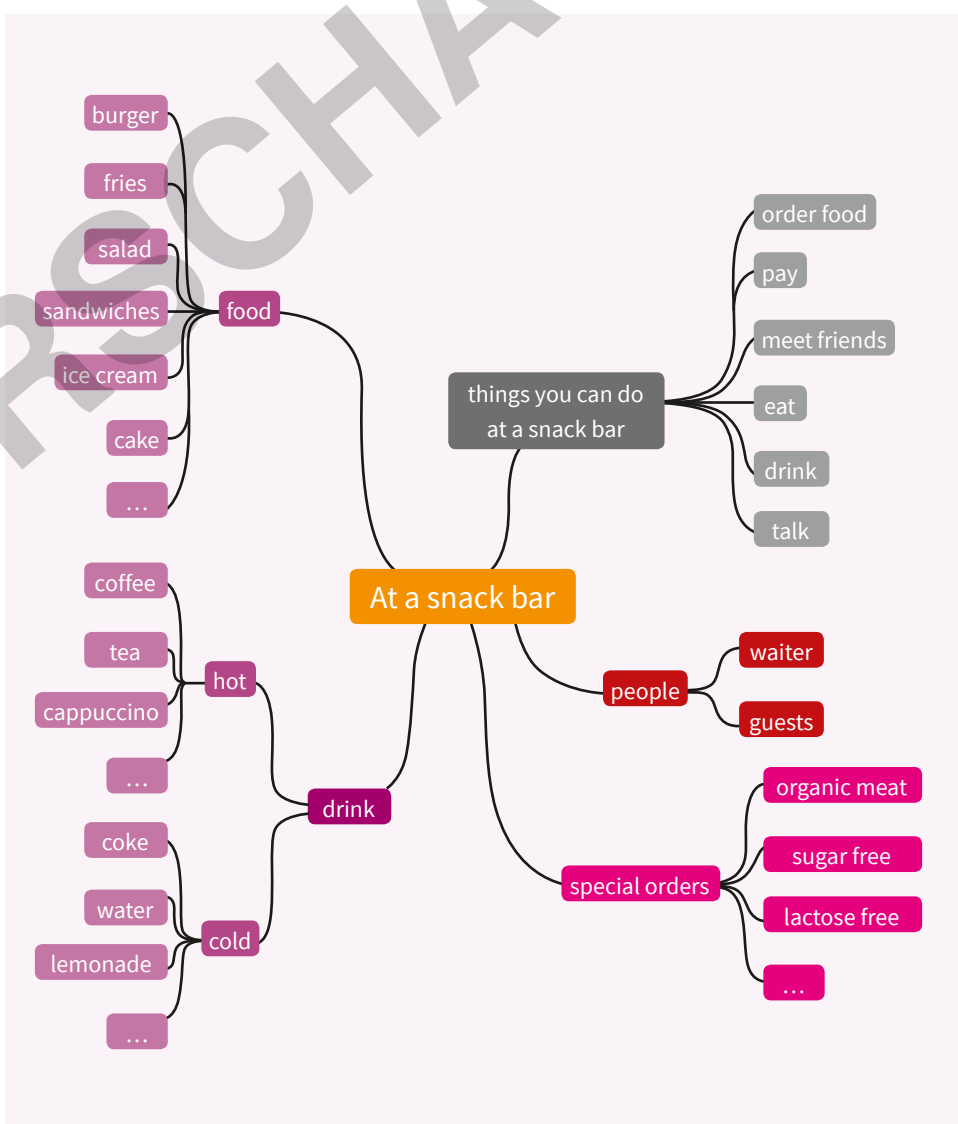 RSCHA
burger
fries
salad
sandwiches
ice cream
cake
...
food
order food
pay
meet friends
eat
drink
talk
things you can do
at a snack bar
At a snack bar
coffee
tea
cappuccino
...
hot
coke
water
lemonade
...
cold
drink
waiter
guests
people
organic meat
sugar free
lactose free
...
special orders